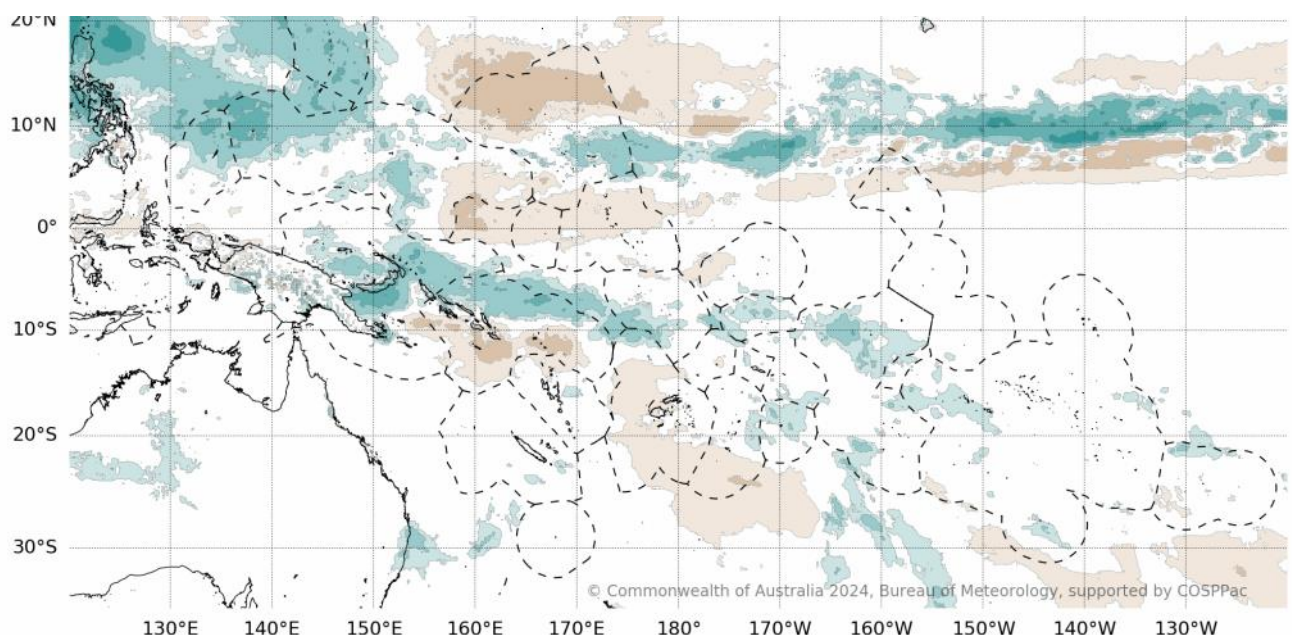 20°N
10°N
0°
10°S
20°S
30°S
© Commonwealth of Australia 2024, Bureau of Meteorology, supported by COSPPac
130°E 140°E 150°E 160°E 170°E 180° 170°W 160°W 150°W 140°W 130°W